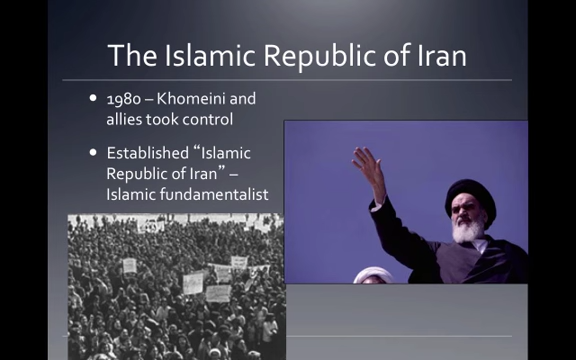 The Islamic Republic of Iran
• 1980 – Khomeini and
allies took control
• Established “Islamic
Republic of Iran” –
Islamic fundamentalist